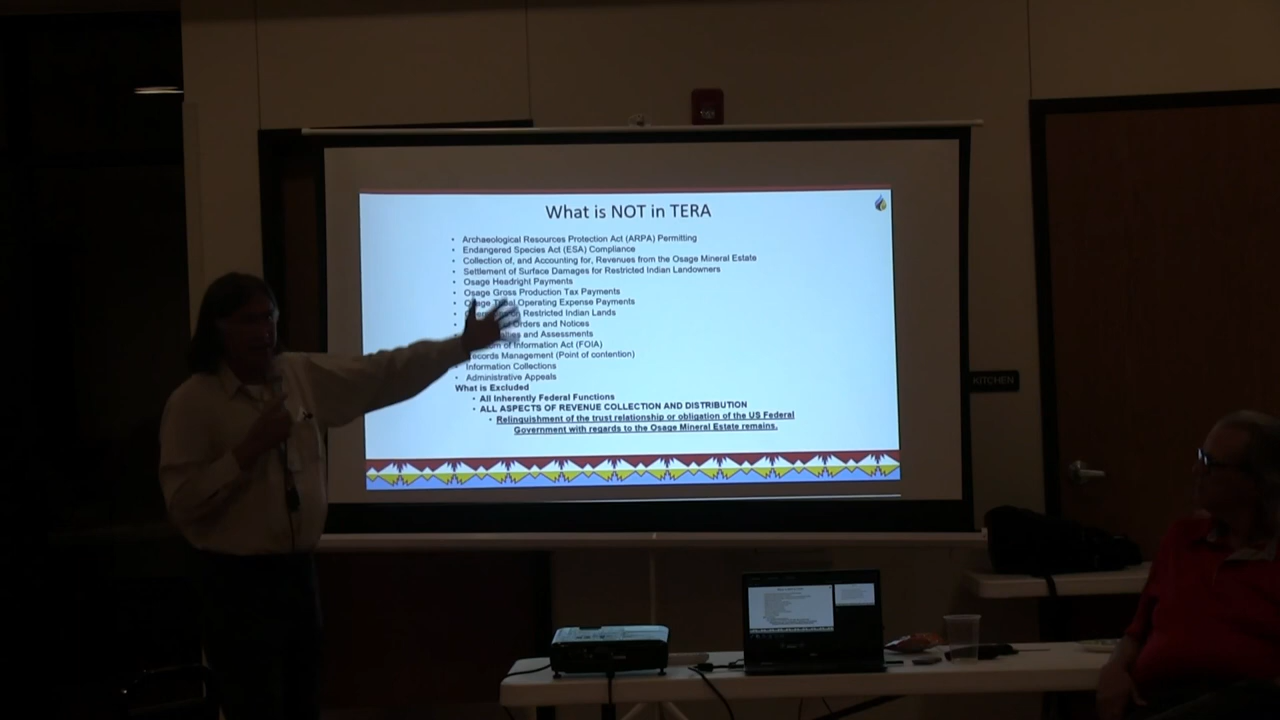 What is NOT in TERA
• Archaeological Resources Protection Act (ARPA) Permitting
• Endangered Species Act (ESA) Compliance
• Collection of, and Accounting for, Revenues from the Osage Mineral Estate
• Settlement of Surface Damages for Restricted Indian Landowners
• Osage Headright Payments
• Osage Gross Production Tax Payments
• Osage Tribal Operating Expense Payments
• Restricted Indian Lands
• Orders and Notices
• and Assessments
• of Information Act (FOIA)
• Records Management (Point of contention)
• Information Collections
• Administrative Appeals
What is Excluded
• All Inherently Federal Functions
• ALL ASPECTS OF REVENUE COLLECTION AND DISTRIBUTION
• Relinquishment of the trust relationship or obligation of the US Federal
Government with regards to the Osage Mineral Estate remains.
KITCHEN